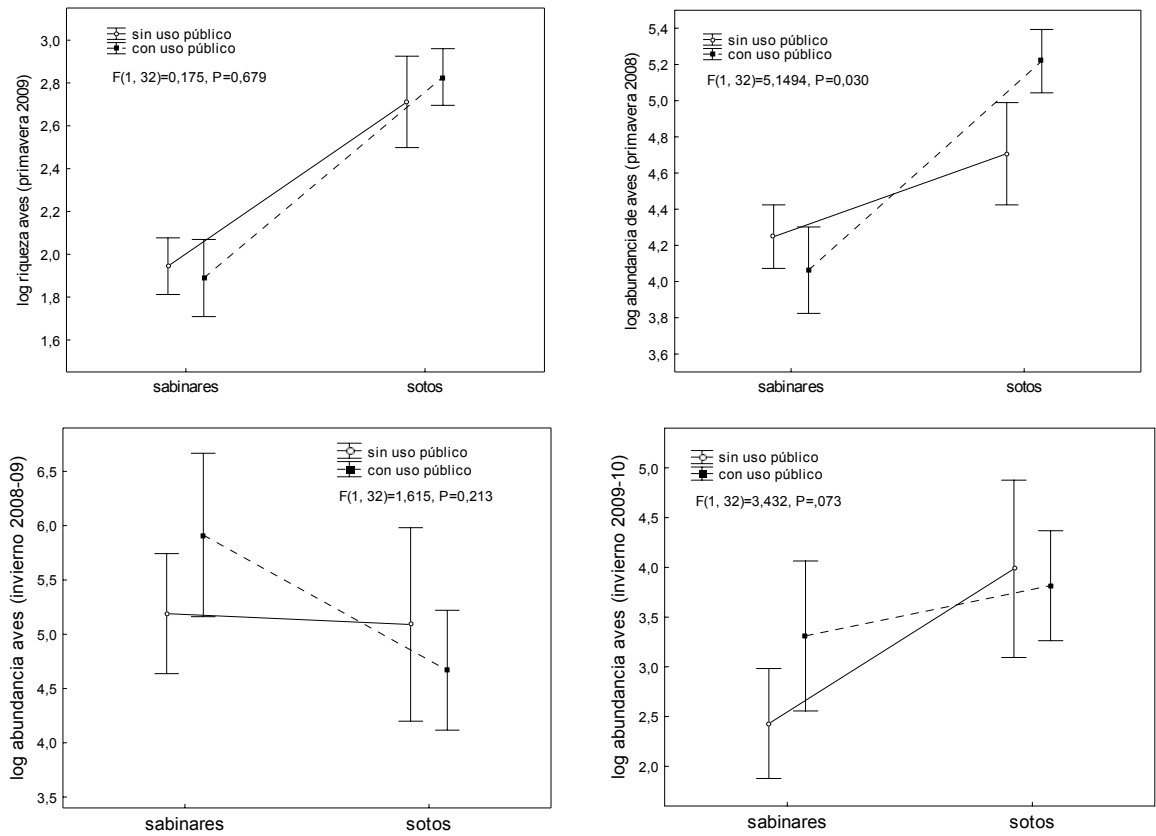 log riqueza aves (primavera 2009)
3,0
2,8
2,6
2,4
2,2
2,0
1,8
1,6
sin uso público
con uso público
F(1, 32)=0,175, P=0,679
sabinares
sotos
log abundancia de aves (primavera 2008)
5,4
5,2
5,0
4,8
4,6
4,4
4,2
4,0
3,8
3,6
sin uso público
con uso público
F(1, 32)=5,1494, P=0,030
sabinares
sotos
log abundancia aves (invierno 2008-09)
6,5
6,0
5,5
5,0
4,5
4,0
3,5
sin uso público
con uso público
F(1, 32)=1,615, P=0,213
sabinares
sotos
log abundancia aves (invierno 2009-10)
5,0
4,5
4,0
3,5
3,0
2,5
2,0
sin uso público
con uso público
F(1, 32)=3,432, P=,073
sabinares
sotos